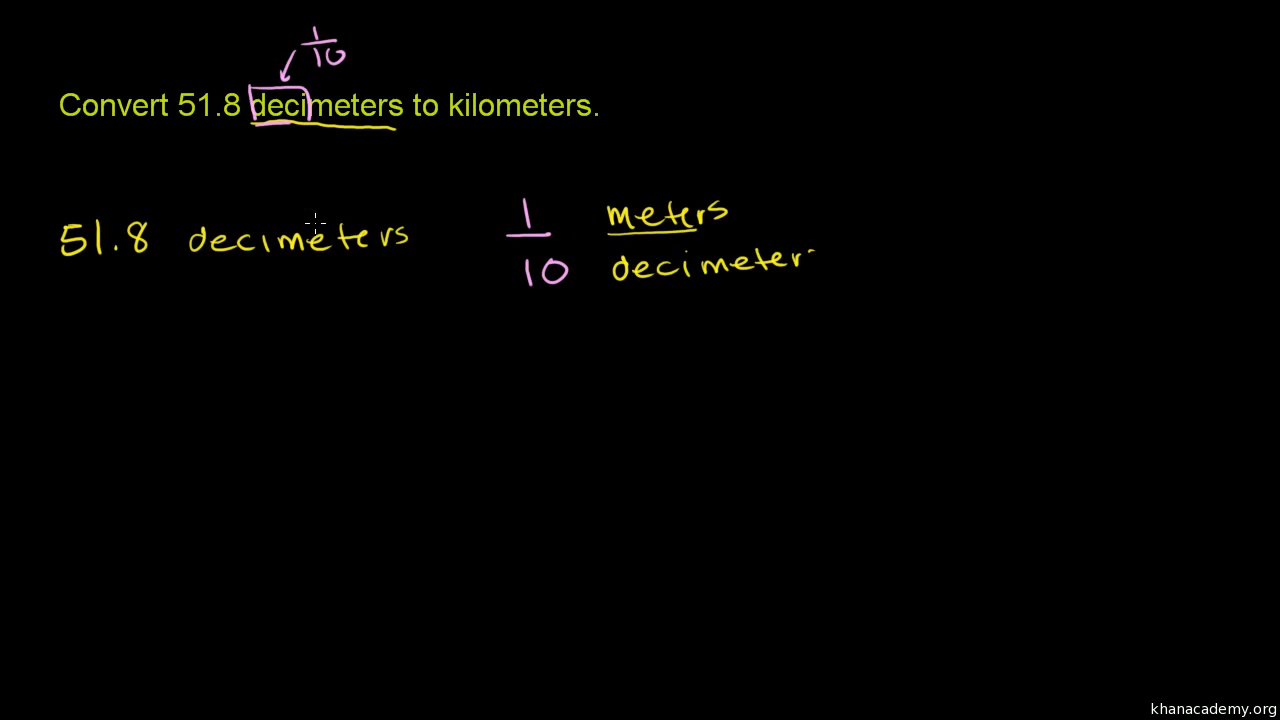 1
10
Convert 51.8 decimeters to kilometers.
51.8 decimeters 1 meters
10 decimeter
khanacademy.org